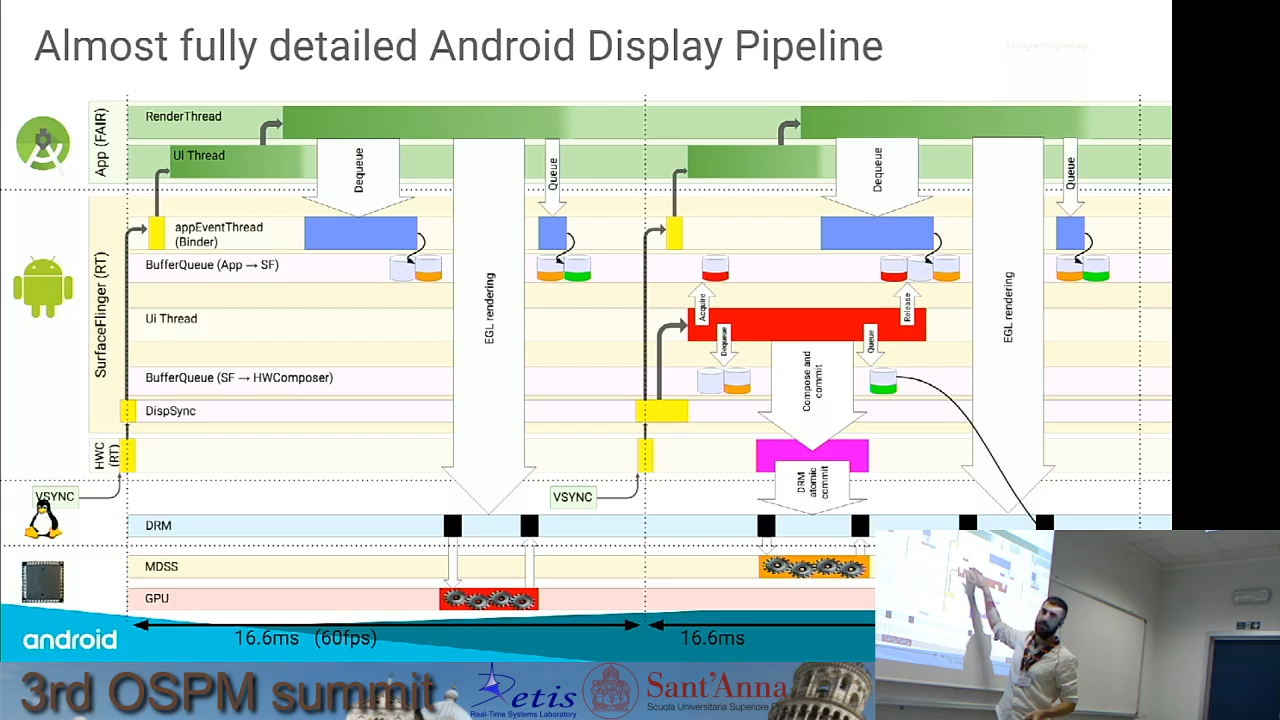 Almost fully detailed Android Display Pipeline
Google Proprietary
App (FAIR)
RenderThread
Ui Thread
Dequeue
Queue
Dequeue
Queue
SurfaceFlinger (RT)
appEventThread
(Binder)
BufferQueue (App → SF)
EGL rendering
Acquire
Release
EGL rendering
Ui Thread
Dequeue
Queue
Compose and
commit
BufferQueue (SF → HWComposer)
DispSync
HWC
(RT)
DRM
atomic
commit
VSYNC
VSYNC
DRM
MDSS
GPU
android
16.6ms (60fps)
16.6ms
3rd OSPM summit
Retis
Real-Time Systems Laboratory
Sant'Anna
Scuola Universitaria Superiore